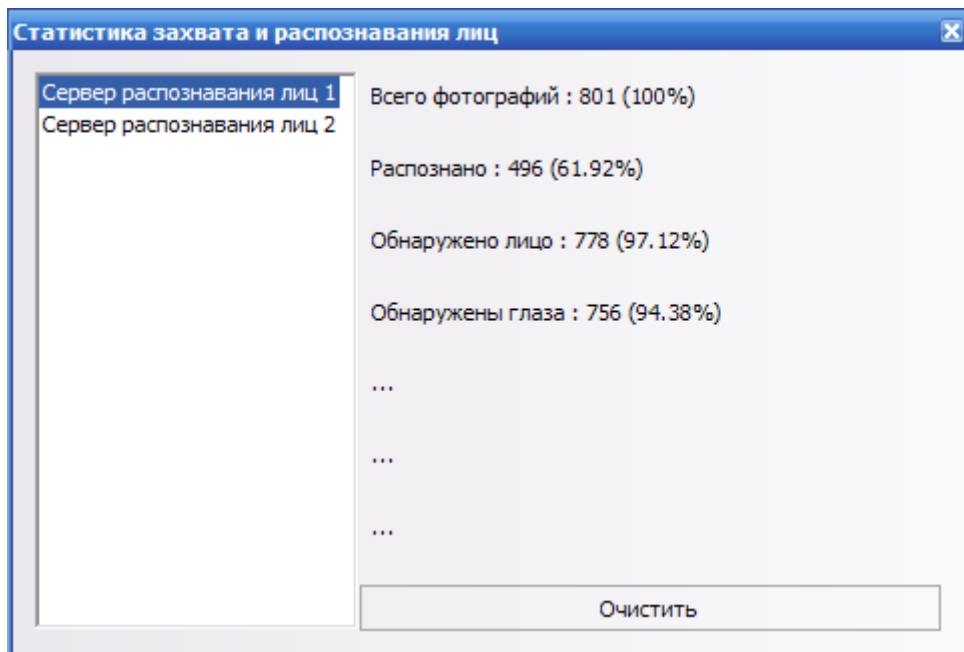 Статистика захвата и распознавания лиц
Сервер распознавания лиц 1
Сервер распознавания лиц 2
Всего фотографий : 801 (100%)
Распознано : 496 (61.92%)
Обнаружено лицо : 778 (97.12%)
Обнаружены глаза : 756 (94.38%)
...
...
...
Очистить